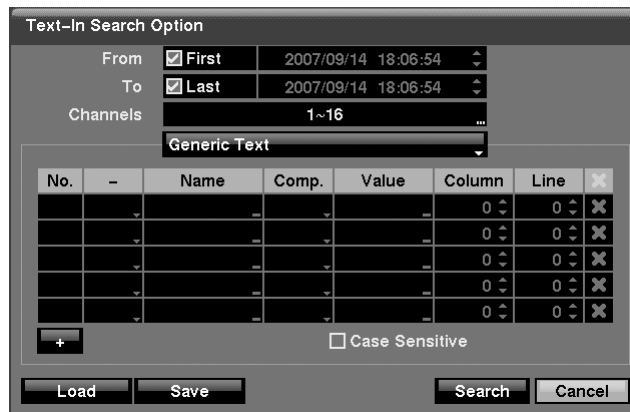 Text-In Search Option
From First 2007/09/14 18:06:54
To Last 2007/09/14 18:06:54
Channels 1~16 ...
Generic Text
No. – Name Comp. Value Column Line
0 0
0 0
0 0
0 0
0 0
+ Case Sensitive
Load Save Search Cancel